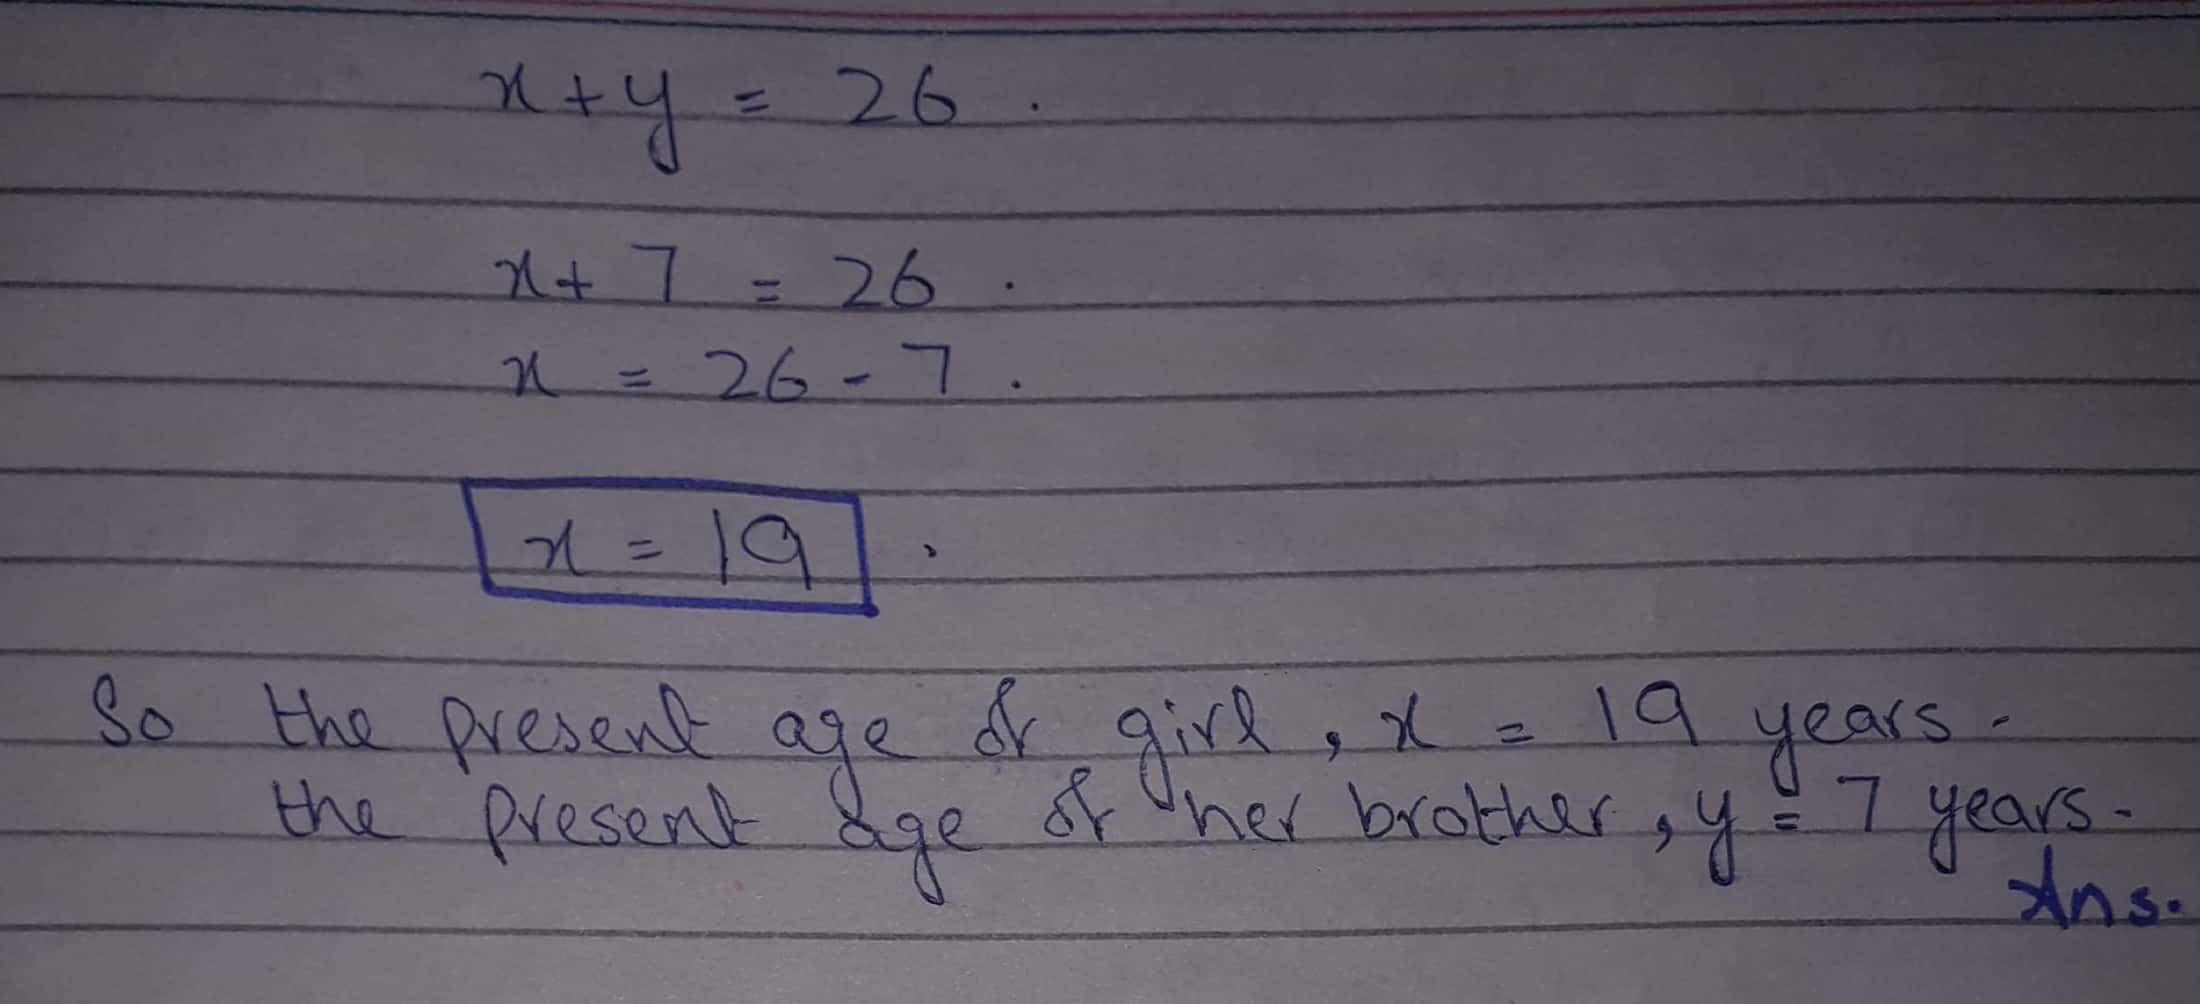 x + y = 26 .
x + 7 = 26 .
x = 26 - 7 .
x = 19 .
So the present age of girl , x = 19 years .
the present age of her brother , y = 7 years .
Ans.